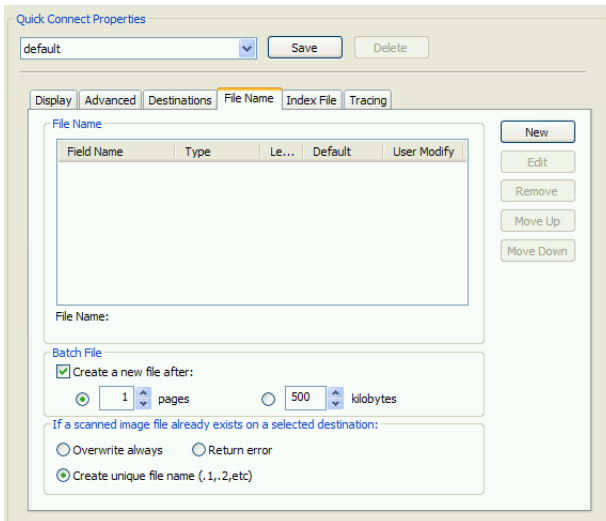 Quick Connect Properties
default Save Delete
Display Advanced Destinations File Name Index File Tracing
File Name
Field Name Type Le... Default User Modify
New
Edit
Remove
Move Up
Move Down
File Name:
Batch File
Create a new file after:
1 pages 500 kilobytes
If a scanned image file already exists on a selected destination:
Overwrite always Return error
Create unique file name (.1,.2,etc)